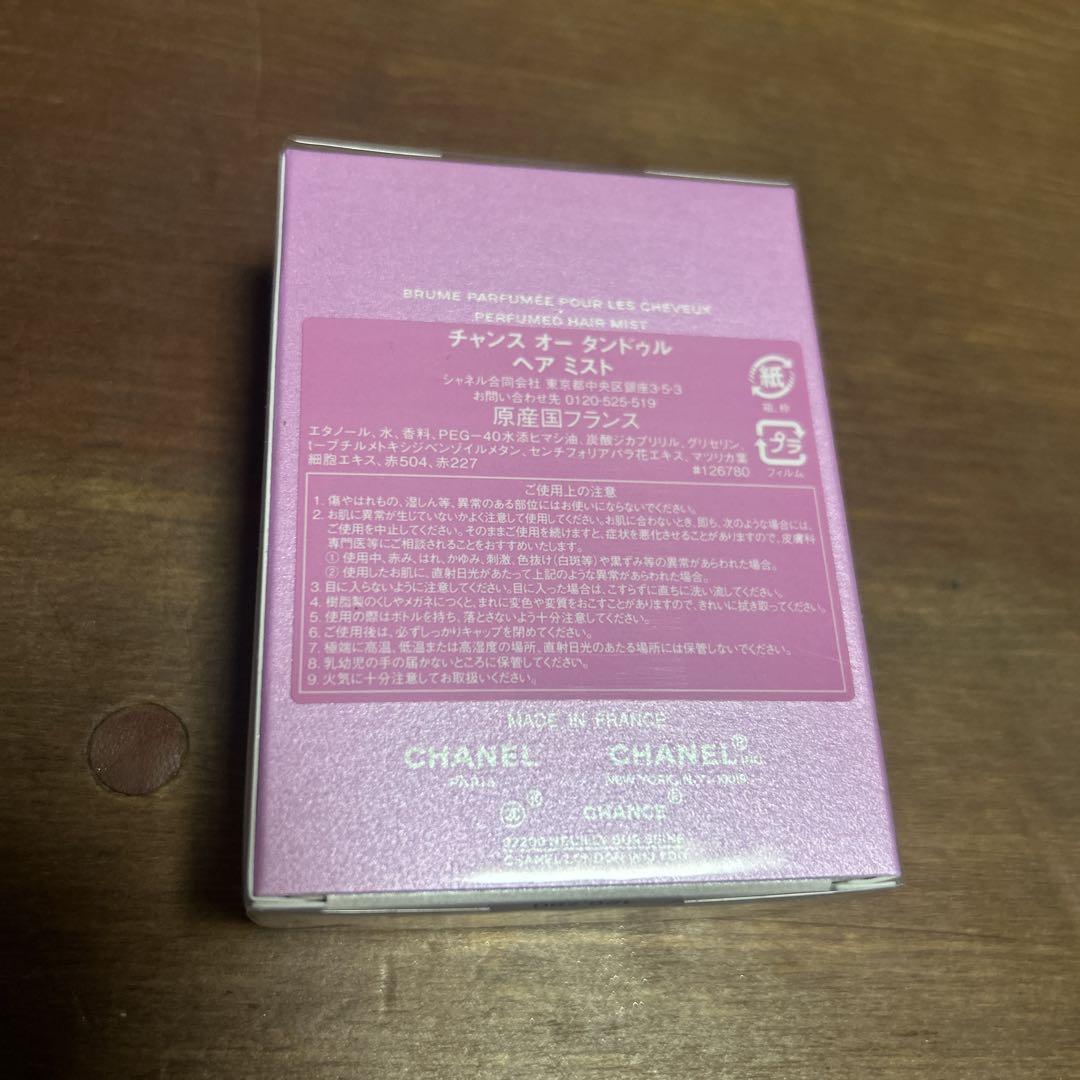 BRUME PARFUMÉE POUR LES CHEVEUX
PERFUMED HAIR MIST
チャンス オー タンドゥル
ヘア ミスト
シャネル合同会社 東京都中央区銀座3-5-3
お問い合わせ先 0120-525-519
原産国フランス
エタノール、水、香料、PEG-40水添ヒマシ油、炭酸ジカプリリル、グリセリン、
t-ブチルメトキシジベンゾイルメタン、センチフォリアバラ花エキス、マツリカ葉
細胞エキス、赤504、赤227
#126780
紙
箱、枠
プラ
フィルム
ご使用上の注意
1. 傷やはれもの、湿しん等、異常のある部位にはお使いにならないでください。
2. お肌に異常が生じていないかよく注意して使用してください。お肌に合わないとき、即ち、次のような場合には、
ご使用を中止してください。そのままご使用を続けますと、症状を悪化させることがありますので、皮膚科
専門医等にご相談されることをおすすめいたします。
① 使用中、赤み、はれ、かゆみ、刺激、色抜け(白斑等)や黒ずみ等の異常があらわれた場合。
② 使用したお肌に、直射日光があたって上記のような異常があらわれた場合。
3. 目に入らないように注意してください。目に入った場合は、こすらずに直ちに洗い流してください。
4. 樹脂製のくしやメガネにつくと、まれに変色や変質をおこすことがありますので、きれいに拭き取ってください。
5. 使用の際はボトルを持ち、落とさないよう十分注意してください。
6. ご使用後は、必ずしっかりキャップを閉めてください。
7. 極端に高温、低温または高湿度の場所、直射日光のあたる場所には保管しないでください。
8. 乳幼児の手の届かないところに保管してください。
9. 火気に十分注意してお取扱いください。
MADE IN FRANCE
CHANEL CHANEL® INC.
PARIS NEW YORK, N.Y.
® CHANCE®
92200 NEUILLY SUR SEINE
CHANEL LONDON